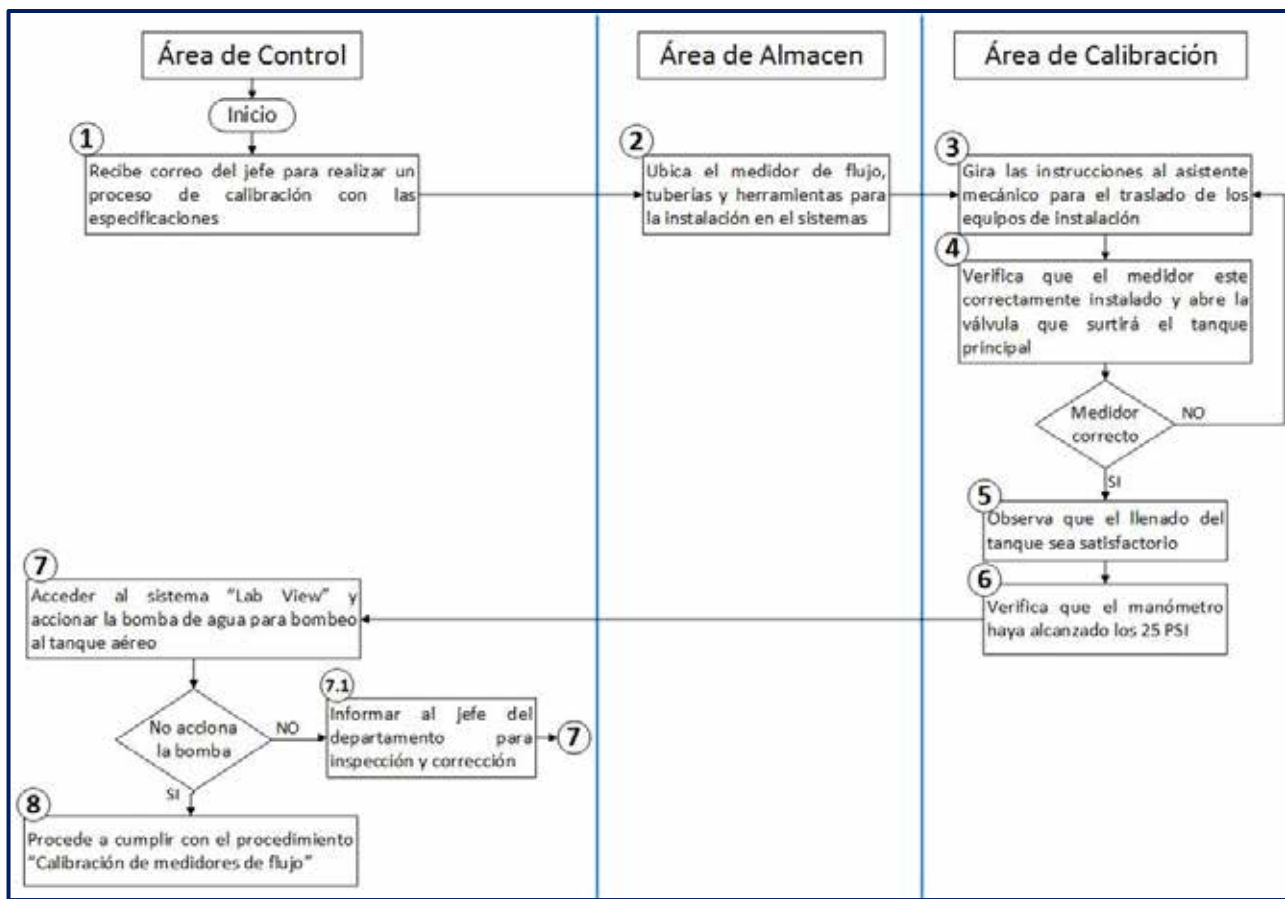 Área de Control
Área de Almacen
Área de Calibración
Inicio
1
Recibe correo del jefe para realizar un
proceso de calibración con las
especificaciones
2
Ubica el medidor de flujo,
tuberías y herramientas para
la instalación en el sistemas
3
Gira las instrucciones al asistente
mecánico para el traslado de los
equipos de instalación
4
Verifica que el medidor este
correctamente instalado y abre la
válvula que surtirá el tanque
principal
Medidor
correcto
NO
SI
5
Observa que el llenado del
tanque sea satisfactorio
6
Verifica que el manómetro
haya alcanzado los 25 PSI
7
Acceder al sistema “Lab View” y
accionar la bomba de agua para bombeo
al tanque aéreo
No acciona
la bomba
NO
7.1
Informar al jefe del
departamento para
inspección y corrección
7
SI
8
Procede a cumplir con el procedimiento
“Calibración de medidores de flujo”